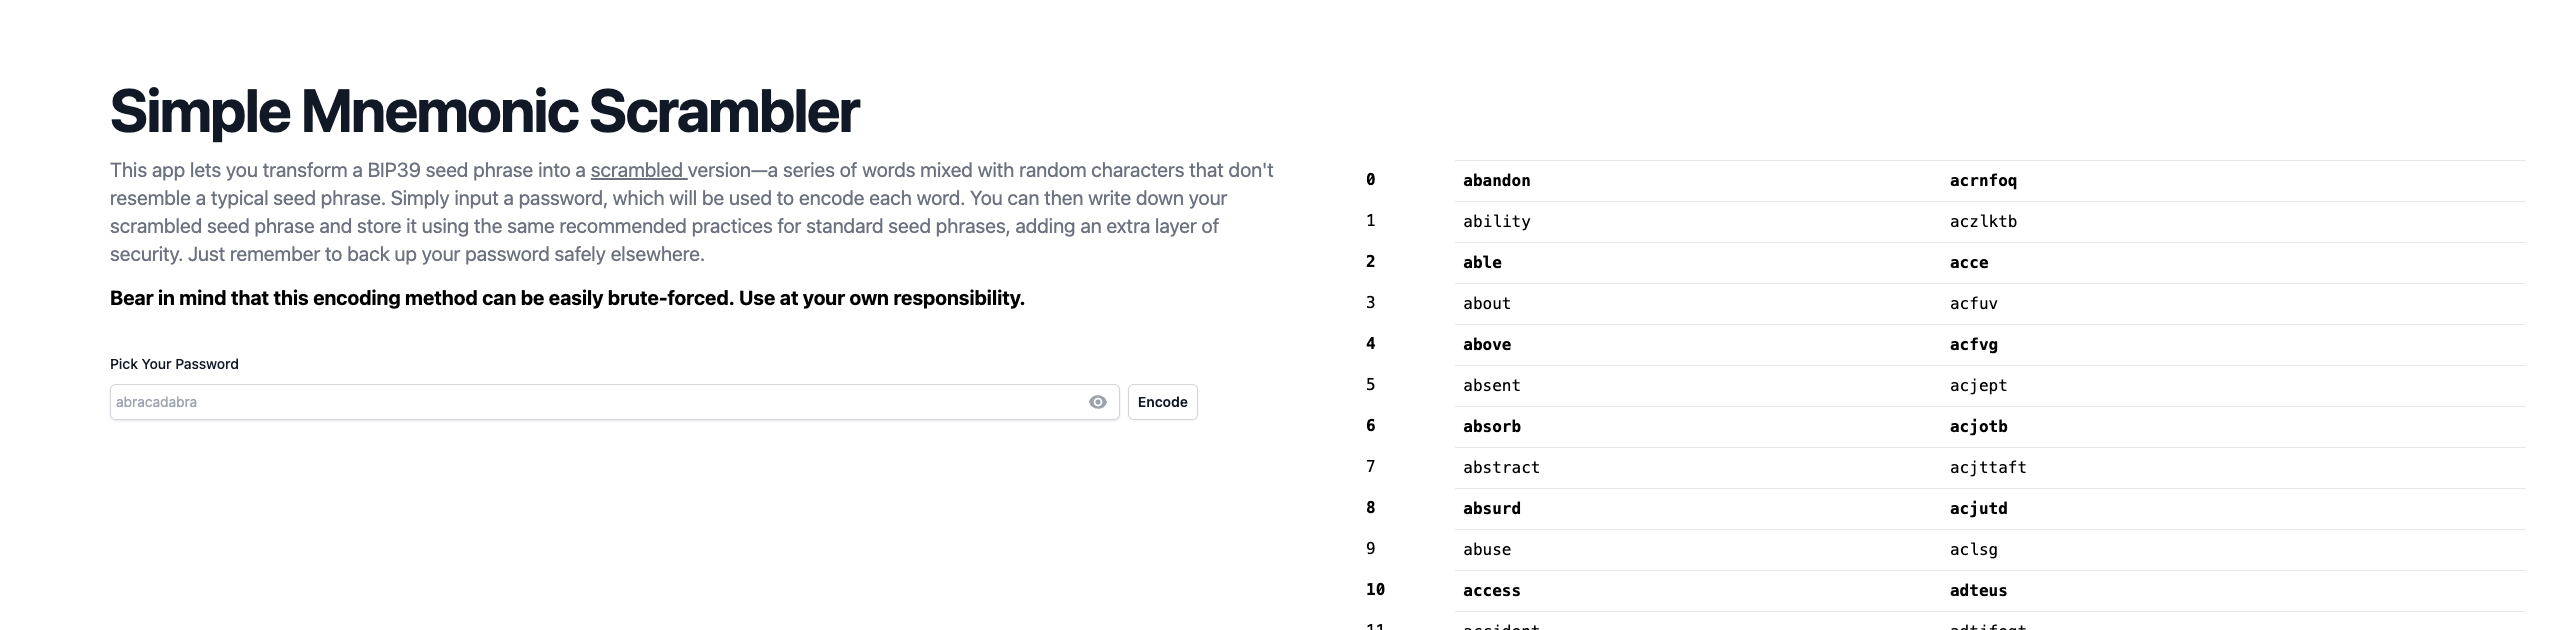 Simple Mnemonic Scrambler
This app lets you transform a BIP39 seed phrase into a scrambled version—a series of words mixed with random characters that don't
resemble a typical seed phrase. Simply input a password, which will be used to encode each word. You can then write down your
scrambled seed phrase and store it using the same recommended practices for standard seed phrases, adding an extra layer of
security. Just remember to back up your password safely elsewhere.
Bear in mind that this encoding method can be easily brute-forced. Use at your own responsibility.
Pick Your Password
abracadabra Encode
0 abandon acrnfoq
1 ability aczlktb
2 able acce
3 about acfuv
4 above acfvg
5 absent acjept
6 absorb acjotb
7 abstract acjttaft
8 absurd acjutd
9 abuse aclsg
10 access adteus